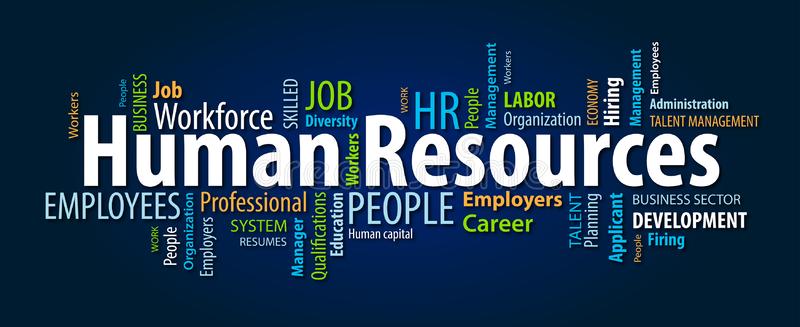 Workers
People
BUSINESS
Job
Workforce
SKILLED
JOB
Diversity
Workers
WORK
HR
People
Management
Workers
LABOR
Organization
ECONOMY
Hiring
Management
Employees
Administration
TALENT MANAGEMENT
Human Resources
EMPLOYEES
WORK
People
Organization
Employers
Professional
SYSTEM
RESUMES
Manager
Qualifications
Education
PEOPLE
Human capital
Employers
Career
TALENT
Planning
Applicant
People
BUSINESS SECTOR
DEVELOPMENT
Firing
dreamstime